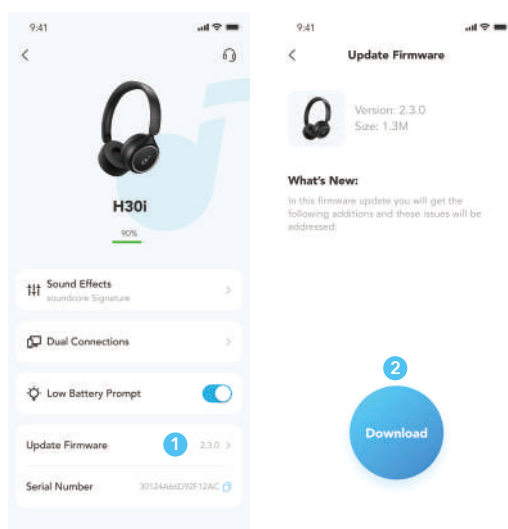 9:41
H30i
90%
Sound Effects
soundcore Signature
Dual Connections
Low Battery Prompt
Update Firmware 1 2.3.0
Serial Number 30124A66D92F12AC
9:41
Update Firmware
Version: 2.3.0
Size: 1.3M
What's New:
In this firmware update you will get the
following additions and these issues will be
addressed:
2
Download